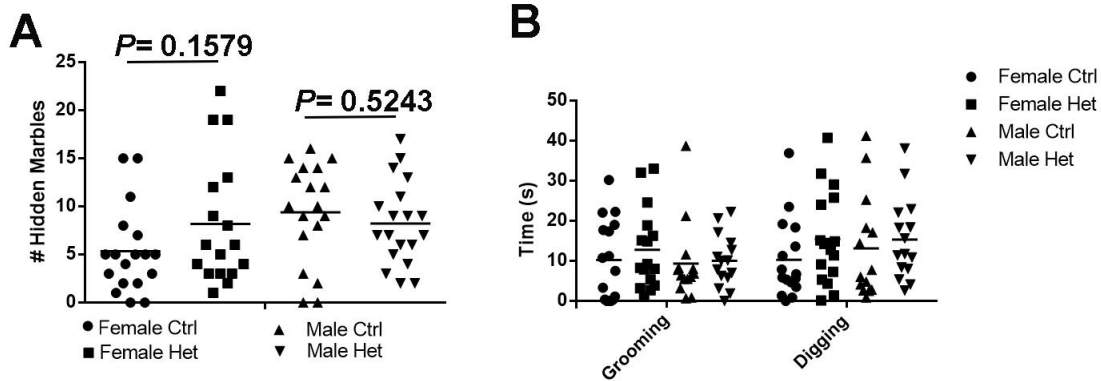 A
P= 0.1579
P= 0.5243
25
20
15
10
5
0
# Hidden Marbles
Female Ctrl
Female Het
Male Ctrl
Male Het
B
50
40
30
20
10
0
Time (s)
Grooming
Digging
Female Ctrl
Female Het
Male Ctrl
Male Het